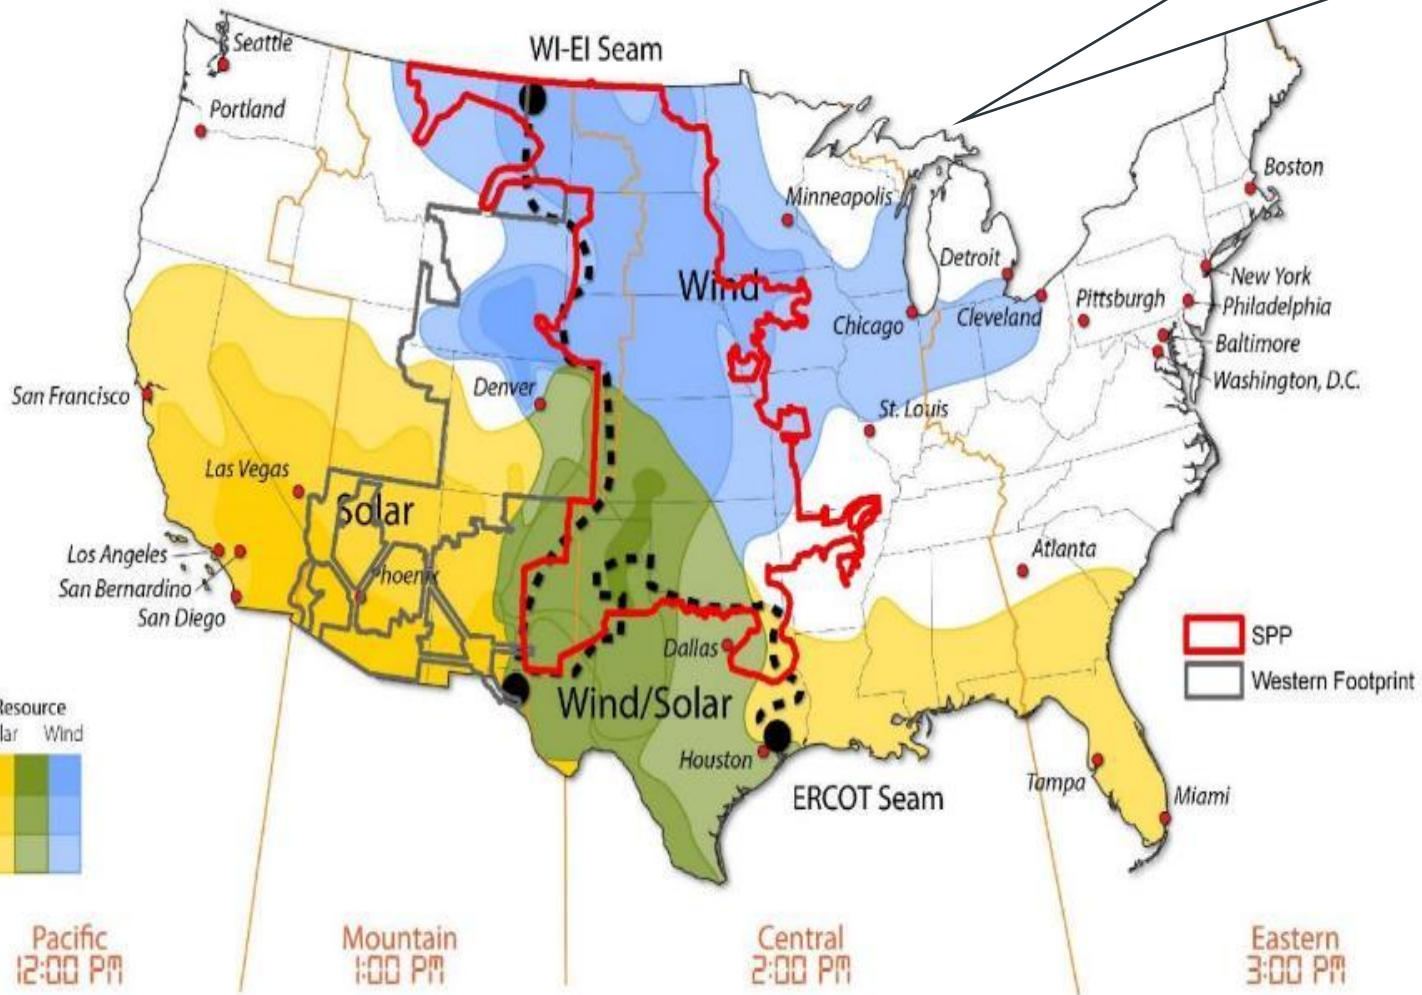 WI-EI Seam
Seattle
Portland
Boston
Minneapolis
Detroit
New York
Wind
Pittsburgh
Philadelphia
Chicago
Cleveland
Baltimore
Washington, D.C.
San Francisco
Denver
St. Louis
Las Vegas
Solar
Los Angeles
Atlanta
San Bernardino
Phoenix
San Diego
SPP
Dallas
Western Footprint
Wind/Solar
Resource
lar Wind
Houston
ERCOT Seam
Tampa
Miami
Pacific
12:00 PM
Mountain
1:00 PM
Central
2:00 PM
Eastern
3:00 PM